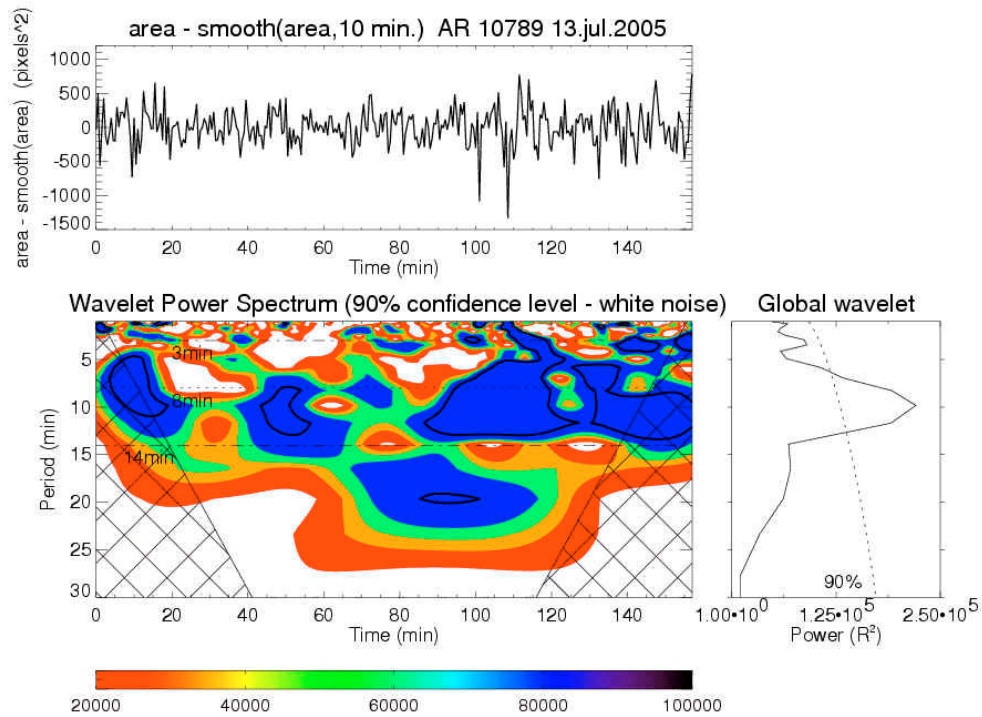 area - smooth(area,10 min.)  AR 10789 13.jul.2005
area - smooth(area)  (pixels^2)
1000
500
0
-500
-1000
-1500
0 20 40 60 80 100 120 140
Time (min)
Wavelet Power Spectrum (90% confidence level - white noise)
Period (min)
5
10
15
20
25
30
3min
8min
14min
0 20 40 60 80 100 120 140
Time (min)
Global wavelet
90%
1.00•10^0 1.25•10^5 2.50•10^5
Power (R²)
20000 40000 60000 80000 100000